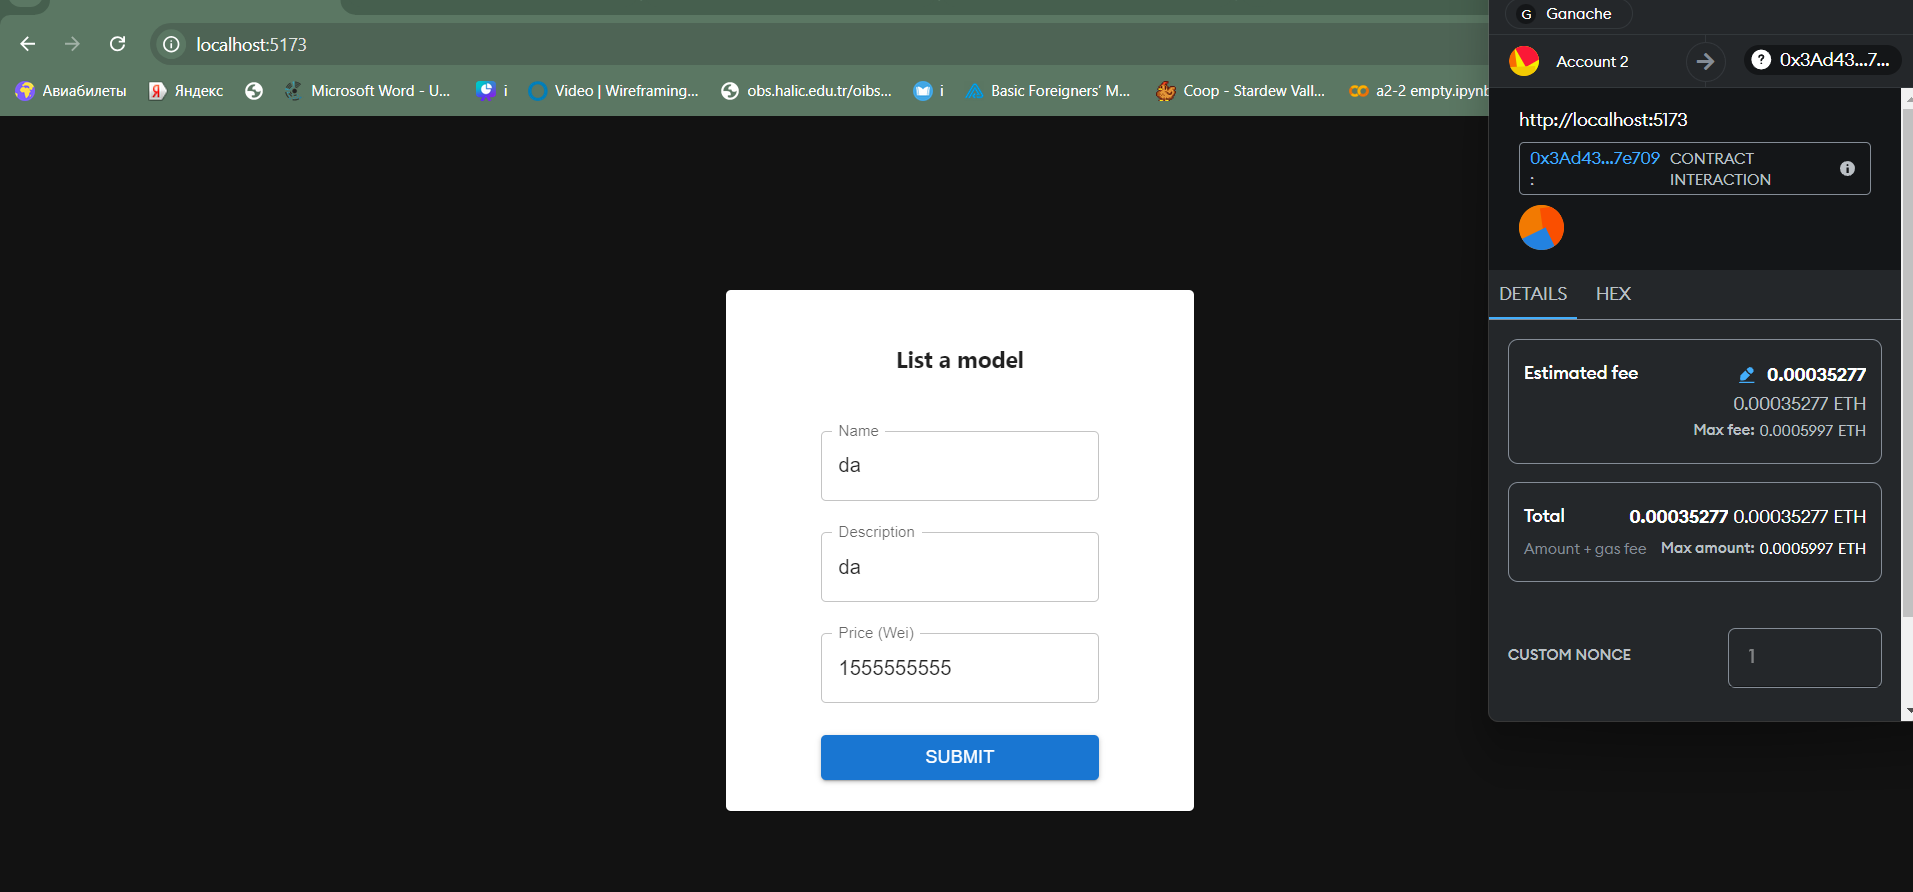 localhost:5173
Авиабилеты Яндекс Microsoft Word - U... i Video | Wireframing... obs.halic.edu.tr/oibs... i Basic Foreigners' M... Coop - Stardew Vall... a2-2 empty.ipynb
List a model
Name
da
Description
da
Price (Wei)
1555555555
SUBMIT
G Ganache
Account 2 ? 0x3Ad43...7...
http://localhost:5173
0x3Ad43...7e709 CONTRACT
: INTERACTION
DETAILS HEX
Estimated fee 0.00035277
0.00035277 ETH
Max fee: 0.0005997 ETH
Total 0.00035277 0.00035277 ETH
Amount + gas fee Max amount: 0.0005997 ETH
CUSTOM NONCE 1